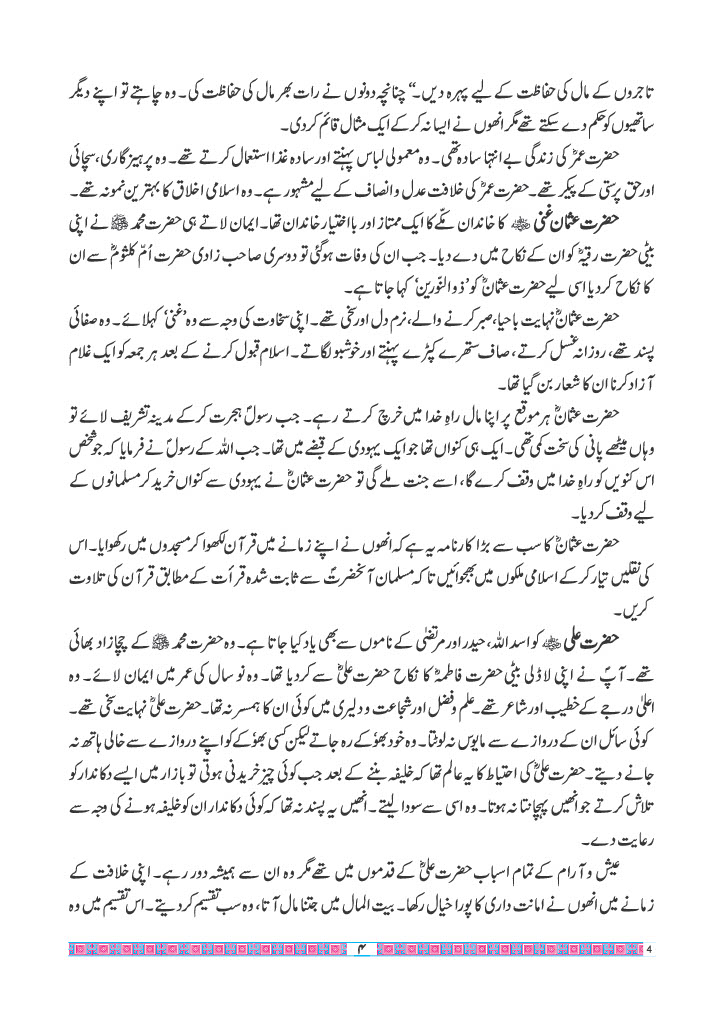 تاجروں کے مال کی حفاظت کے لیے پہرہ دیں۔‘‘ چنانچہ دونوں نے رات بھر مال کی حفاظت کی۔ وہ چاہتے تو اپنے دیگر
ساتھیوں کو حکم دے سکتے تھے مگر انھوں نے ایسا نہ کر کے ایک مثال قائم کر دی۔
حضرت عمرؓ کی زندگی بے انتہا سادہ تھی۔ وہ معمولی لباس پہنتے اور سادہ غذا استعمال کرتے تھے۔ وہ پرہیز گاری، سچائی
اور حق پرستی کے پیکر تھے۔ حضرت عمرؓ کی خلافت عدل و انصاف کے لیے مشہور ہے۔ وہ اسلامی اخلاق کا بہترین نمونہ تھے۔
حضرت عثمان غنی ؓ کا خاندان مکّے کا ایک ممتاز اور با اختیار خاندان تھا۔ ایمان لاتے ہی حضرت محمد ﷺ نے اپنی
بیٹی حضرت رقیہؓ کو ان کے نکاح میں دے دیا۔ جب ان کی وفات ہو گئی تو دوسری صاحب زادی حضرت اُمّ کلثومؓ سے ان
کا نکاح کر دیا اسی لیے حضرت عثمانؓ کو ’ذوالنّورین‘ کہا جاتا ہے۔
حضرت عثمانؓ نہایت باحیا، صبر کرنے والے، نرم دل اور سخی تھے۔ اپنی سخاوت کی وجہ سے وہ ’غنی‘ کہلائے۔ وہ صفائی
پسند تھے، روزانہ غسل کرتے، صاف ستھرے کپڑے پہنتے اور خوشبو لگاتے۔ اسلام قبول کرنے کے بعد ہر جمعہ کو ایک غلام
آزاد کرنا ان کا شعار بن گیا تھا۔
حضرت عثمانؓ ہر موقع پر اپنا مال راہِ خدا میں خرچ کرتے رہے۔ جب رسولؐ ہجرت کر کے مدینہ تشریف لائے تو
وہاں میٹھے پانی کی سخت کمی تھی۔ ایک ہی کنواں تھا جو ایک یہودی کے قبضے میں تھا۔ جب اللہ کے رسولؐ نے فرمایا کہ جو شخص
اس کنویں کو راہِ خدا میں وقف کرے گا، اسے جنت ملے گی تو حضرت عثمانؓ نے یہودی سے کنواں خرید کر مسلمانوں کے
لیے وقف کر دیا۔
حضرت عثمانؓ کا سب سے بڑا کارنامہ یہ ہے کہ انھوں نے اپنے زمانے میں قرآن لکھوا کر مسجدوں میں رکھوایا۔ اس
کی نقلیں تیار کر کے اسلامی ملکوں میں بھجوائیں تا کہ مسلمان آنحضرتؐ سے ثابت شدہ قرأت کے مطابق قرآن کی تلاوت
کریں۔
حضرت علی ؓ کو اسد اللہ، حیدر اور مرتضیٰ کے ناموں سے بھی یاد کیا جاتا ہے۔ وہ حضرت محمد ﷺ کے چچازاد بھائی
تھے۔ آپؐ نے اپنی لاڈلی بیٹی حضرت فاطمہؓ کا نکاح حضرت علیؓ سے کر دیا تھا۔ وہ نو سال کی عمر میں ایمان لائے۔ وہ
اعلیٰ درجے کے خطیب اور شاعر تھے۔ علم و فضل اور شجاعت و دلیری میں کوئی ان کا ہمسر نہ تھا۔ حضرت علیؓ نہایت سخی تھے۔
کوئی سائل ان کے دروازے سے مایوس نہ لوٹتا۔ وہ خود بھوٗکے رہ جاتے لیکن کسی بھوٗکے کو اپنے دروازے سے خالی ہاتھ نہ
جانے دیتے۔ حضرت علیؓ کی احتیاط کا یہ عالم تھا کہ خلیفہ بننے کے بعد جب کوئی چیز خریدنی ہوتی تو بازار میں ایسے دکاندار کو
تلاش کرتے جو انھیں پہچانتا نہ ہوتا۔ وہ اسی سے سودا لیتے۔ انھیں یہ پسند نہ تھا کہ کوئی دکاندار ان کو خلیفہ ہونے کی وجہ سے
رعایت دے۔
عیش و آرام کے تمام اسباب حضرت علیؓ کے قدموں میں تھے مگر وہ ان سے ہمیشہ دور رہے۔ اپنی خلافت کے
زمانے میں انھوں نے امانت داری کا پورا خیال رکھا۔ بیت المال میں جتنا مال آتا، وہ سب تقسیم کر دیتے۔ اس تقسیم میں وہ
۴
4